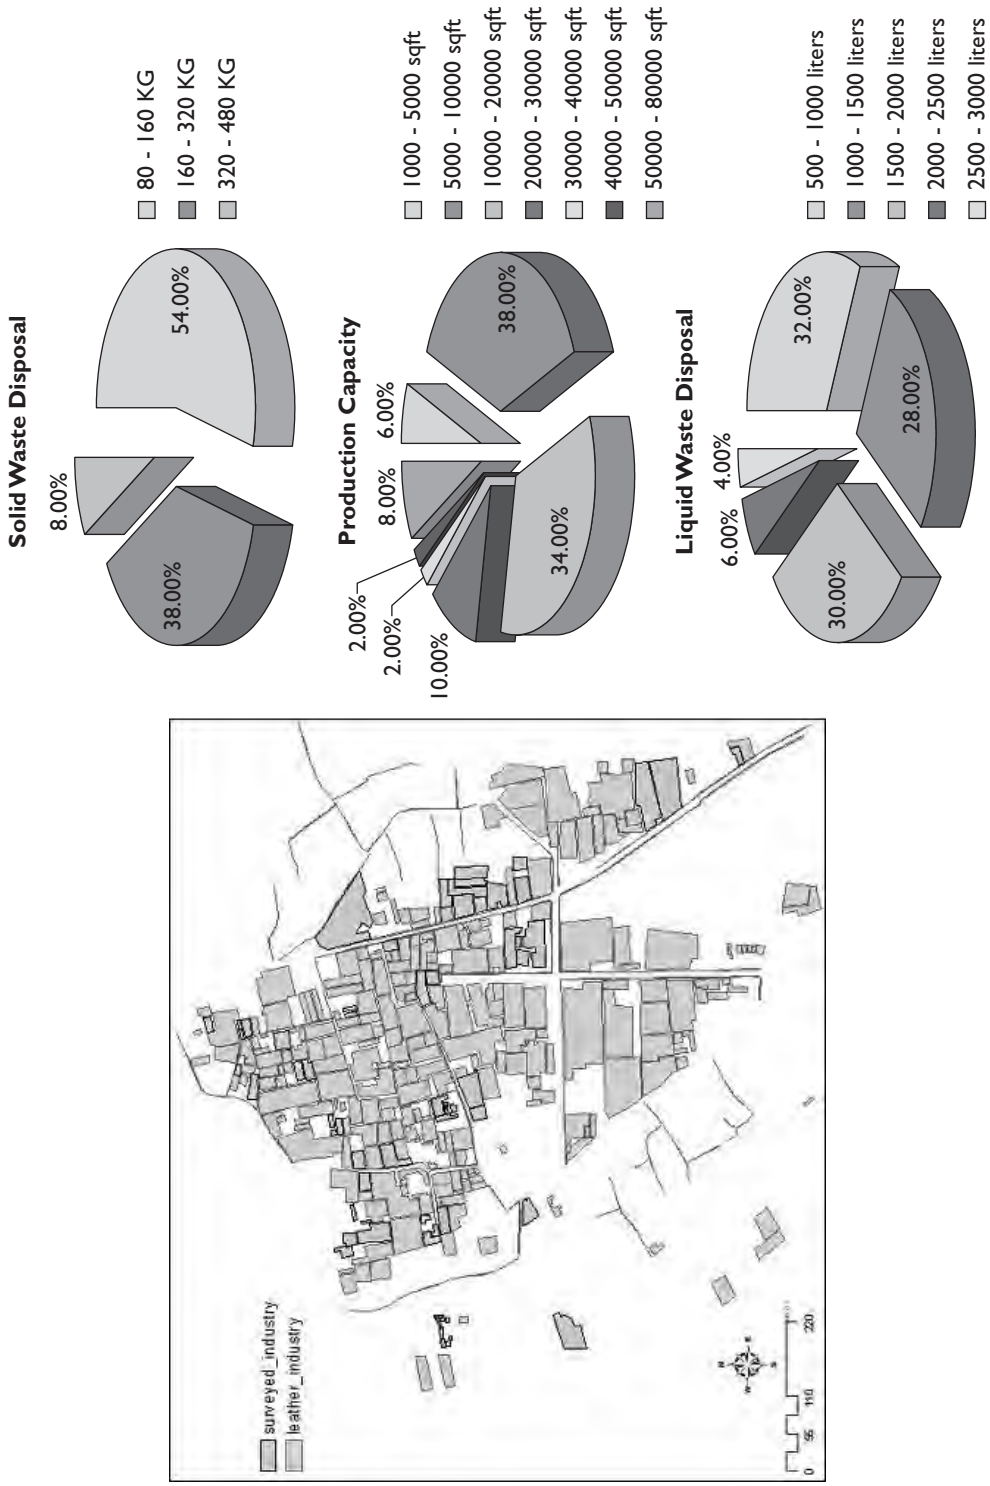 Solid Waste Disposal
8.00%
54.00%
38.00%
80 - 160 KG
160 - 320 KG
320 - 480 KG
Production Capacity
6.00%
8.00%
38.00%
2.00%
2.00%
10.00%
34.00%
1000 - 5000 sqft
5000 - 10000 sqft
10000 - 20000 sqft
20000 - 30000 sqft
30000 - 40000 sqft
40000 - 50000 sqft
50000 - 80000 sqft
Liquid Waste Disposal
4.00%
32.00%
6.00%
28.00%
30.00%
500 - 1000 liters
1000 - 1500 liters
1500 - 2000 liters
2000 - 2500 liters
2500 - 3000 liters
surveyed_industry
leather_industry
N
W E
S
0 55 110 220